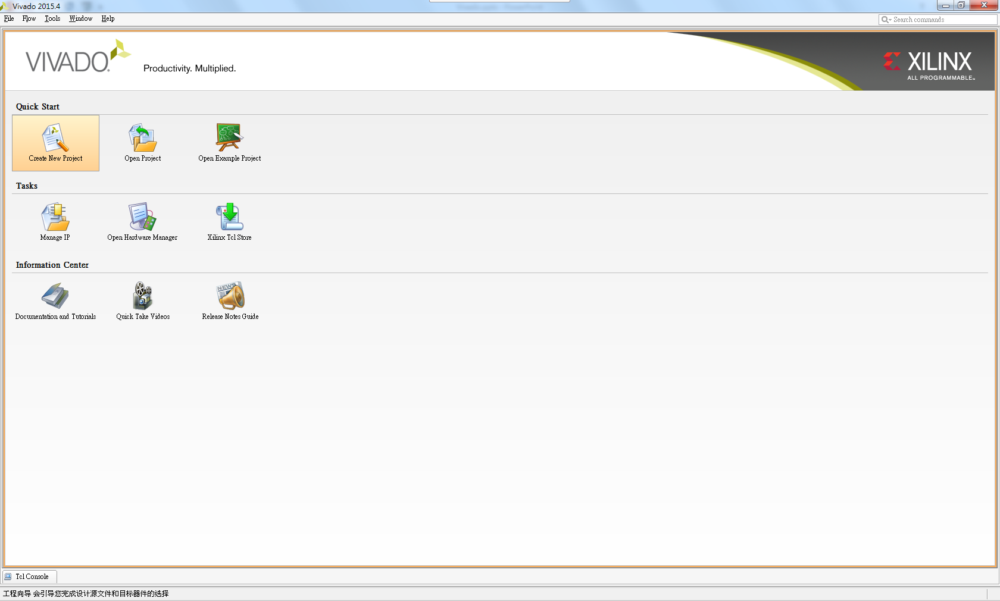 Vivado 2015.4
File Flow Tools Window Help
Search commands
VIVADO.
Productivity. Multiplied.
XILINX
ALL PROGRAMMABLE™
Quick Start
Create New Project
Open Project
Open Example Project
Tasks
Manage IP
Open Hardware Manager
Xilinx Tcl Store
Information Center
NEWS
Documentation and Tutorials
Quick Take Videos
Release Notes Guide
Tcl Console
工程向导 会引导您完成设计源文件和目标器件的选择